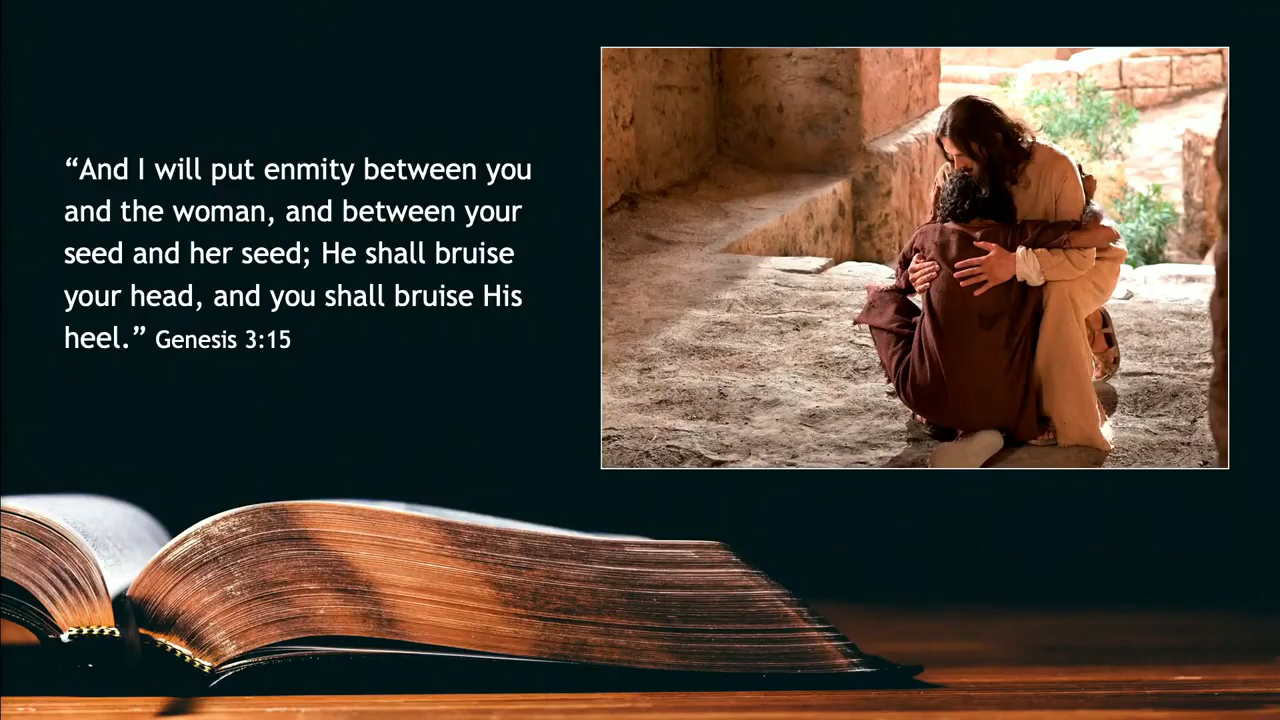 “And I will put enmity between you
and the woman, and between your
seed and her seed; He shall bruise
your head, and you shall bruise His
heel.” Genesis 3:15